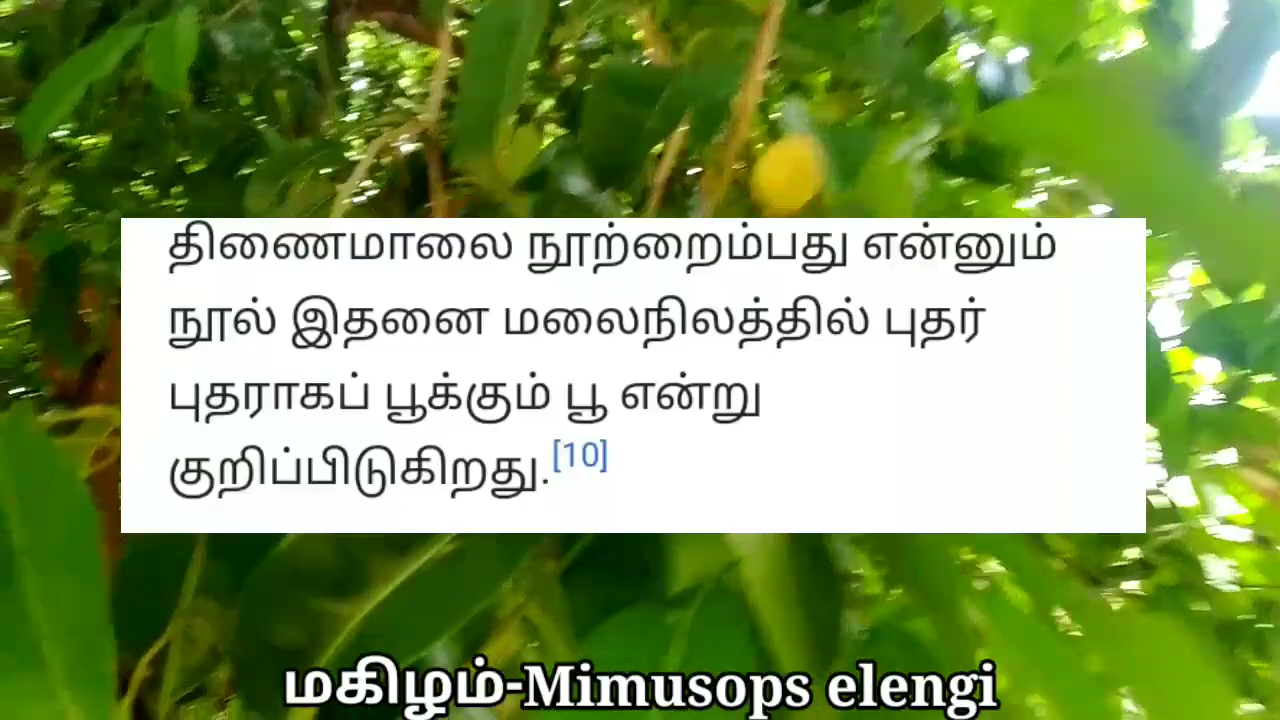 திணைமாலை நூற்றைம்பது என்னும்
நூல் இதனை மலைநிலத்தில் புதர்
புதராகப் பூக்கும் பூ என்று
குறிப்பிடுகிறது.[10]
மகிழம்-Mimusops elengi